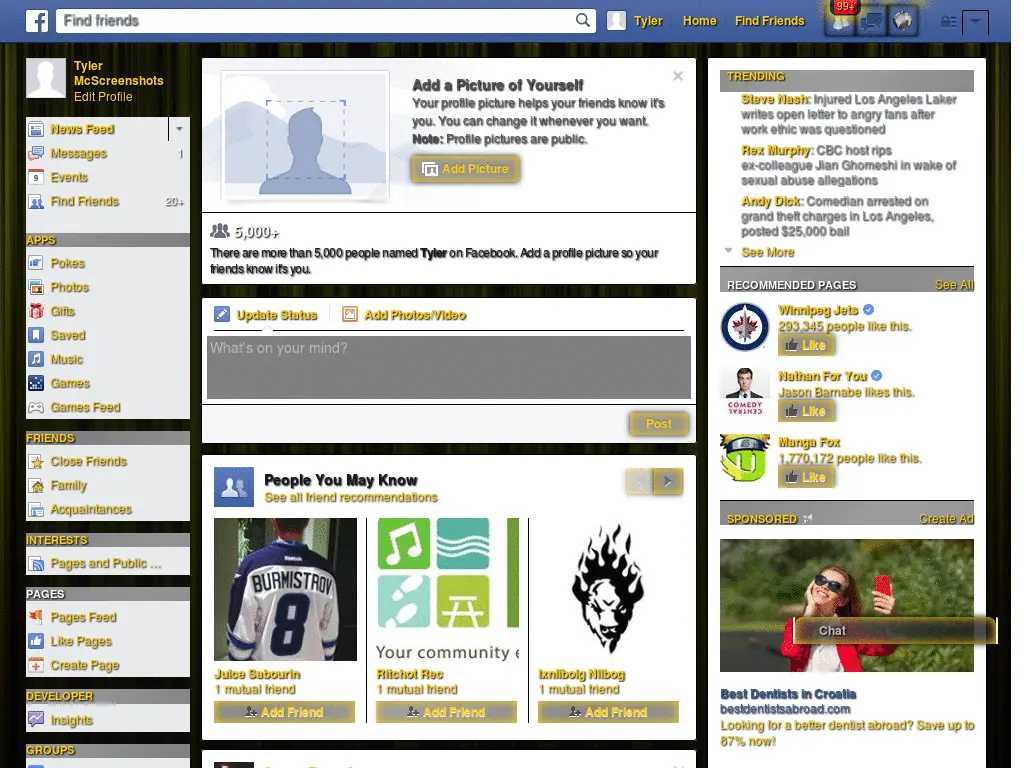 Find friends
Tyler
Home
Find Friends
99+
Tyler
McScreenshots
Edit Profile
News Feed
Messages
1
9
Events
Find Friends
20+
APPS
Pokes
Photos
Gifts
Saved
Music
Games
Games Feed
FRIENDS
Close Friends
Family
Acquaintances
INTERESTS
Pages and Public ...
PAGES
Pages Feed
Like Pages
Create Page
DEVELOPER
Insights
GROUPS
Add a Picture of Yourself
Your profile picture helps your friends know it's
you. You can change it whenever you want.
Note: Profile pictures are public.
Add Picture
5,000+
There are more than 5,000 people named Tyler on Facebook. Add a profile picture so your
friends know it's you.
Update Status
Add Photos/Video
What's on your mind?
Post
People You May Know
See all friend recommendations
Reebok
BURMISTROV
8
Your community e
Juice Sabourin
1 mutual friend
Add Friend
Ritchot Rec
1 mutual friend
Add Friend
Ixnilbolg Nilbog
1 mutual friend
Add Friend
TRENDING
Steve Nash: Injured Los Angeles Laker
writes open letter to angry fans after
work ethic was questioned
Rex Murphy: CBC host rips
ex-colleague Jian Ghomeshi in wake of
sexual abuse allegations
Andy Dick: Comedian arrested on
grand theft charges in Los Angeles,
posted $25,000 bail
See More
RECOMMENDED PAGES
See All
Winnipeg Jets
293,345 people like this.
Like
COMEDY
CENTRAL
Nathan For You
Jason Barnabe likes this.
Like
Manga Fox
1,770,172 people like this.
Like
SPONSORED
Create Ad
Chat
Best Dentists in Croatia
bestdentistsabroad.com
Looking for a better dentist abroad? Save up to
87% now!